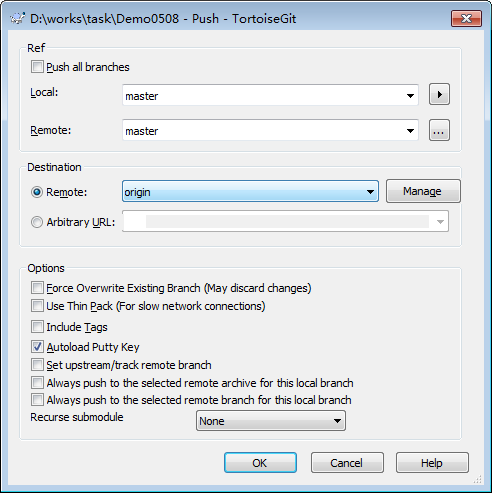 D:\works\task\Demo0508 - Push - TortoiseGit
Ref
Push all branches
Local:
master
Remote:
master
...
Destination
Remote:
origin
Manage
Arbitrary URL:
Options
Force Overwrite Existing Branch (May discard changes)
Use Thin Pack (For slow network connections)
Include Tags
Autoload Putty Key
Set upstream/track remote branch
Always push to the selected remote archive for this local branch
Always push to the selected remote branch for this local branch
Recurse submodule
None
OK
Cancel
Help